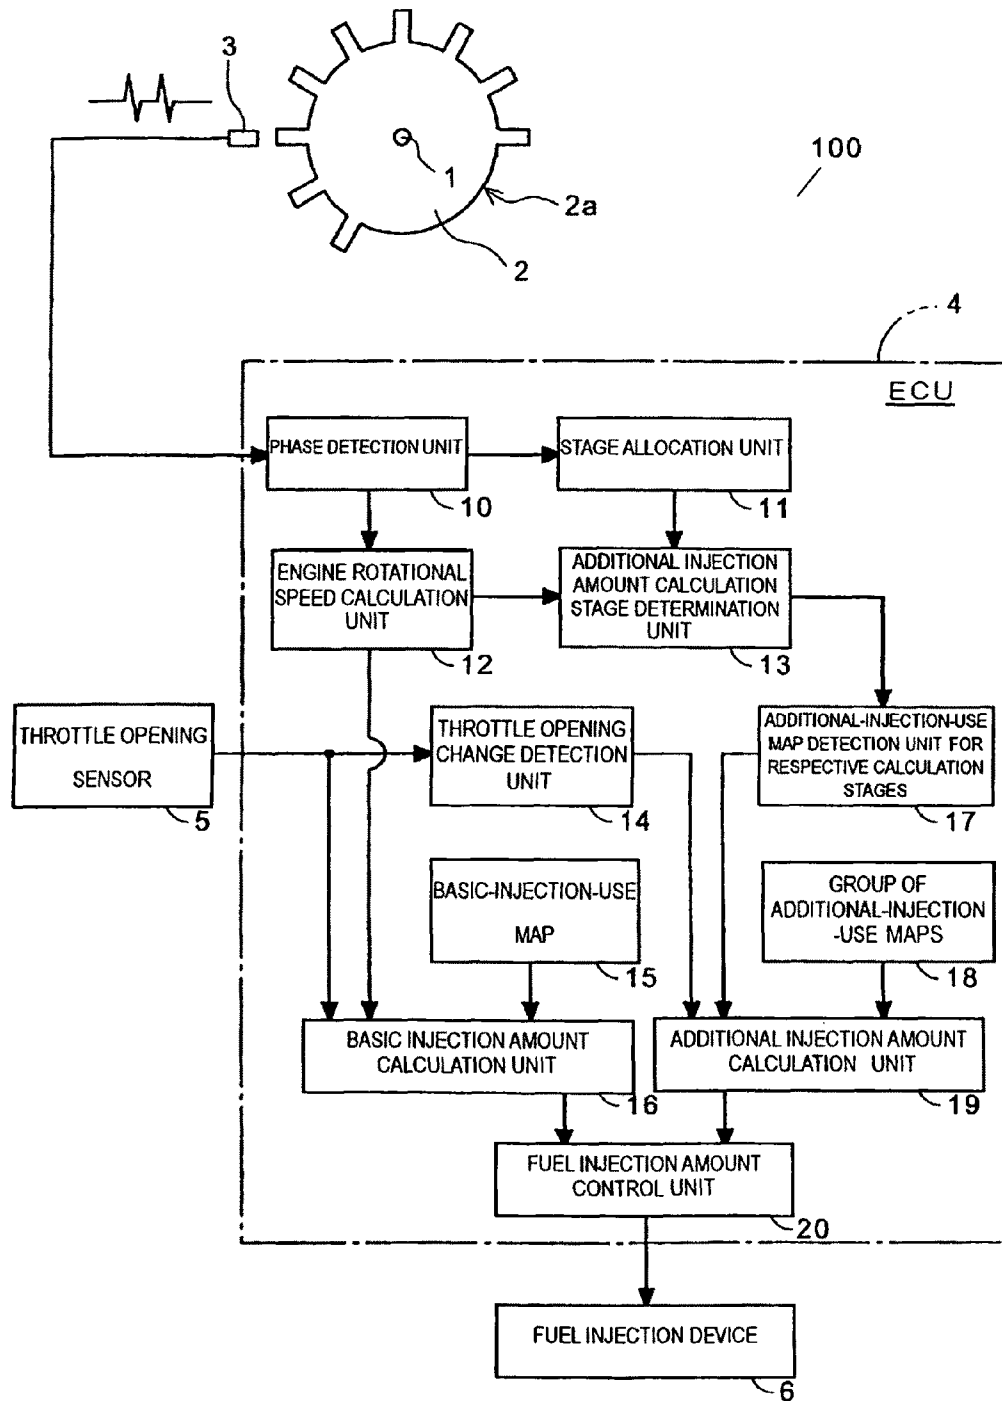 3
1
2a
2
100
4
ECU
PHASE DETECTION UNIT
10
STAGE ALLOCATION UNIT
11
ENGINE ROTATIONAL
SPEED CALCULATION
UNIT
12
ADDITIONAL INJECTION
AMOUNT CALCULATION
STAGE DETERMINATION
UNIT
13
THROTTLE OPENING
SENSOR
5
THROTTLE OPENING
CHANGE DETECTION
UNIT
14
ADDITIONAL-INJECTION-USE
MAP DETECTION UNIT FOR
RESPECTIVE CALCULATION
STAGES
17
BASIC-INJECTION-USE
MAP
15
GROUP OF
ADDITIONAL-INJECTION
-USE MAPS
18
BASIC INJECTION AMOUNT
CALCULATION UNIT
16
ADDITIONAL INJECTION AMOUNT
CALCULATION UNIT
19
FUEL INJECTION AMOUNT
CONTROL UNIT
20
FUEL INJECTION DEVICE
6